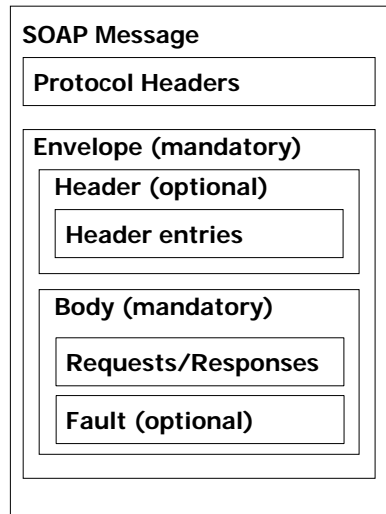 SOAP Message
Protocol Headers
Envelope (mandatory)
Header (optional)
Header entries
Body (mandatory)
Requests/Responses
Fault (optional)